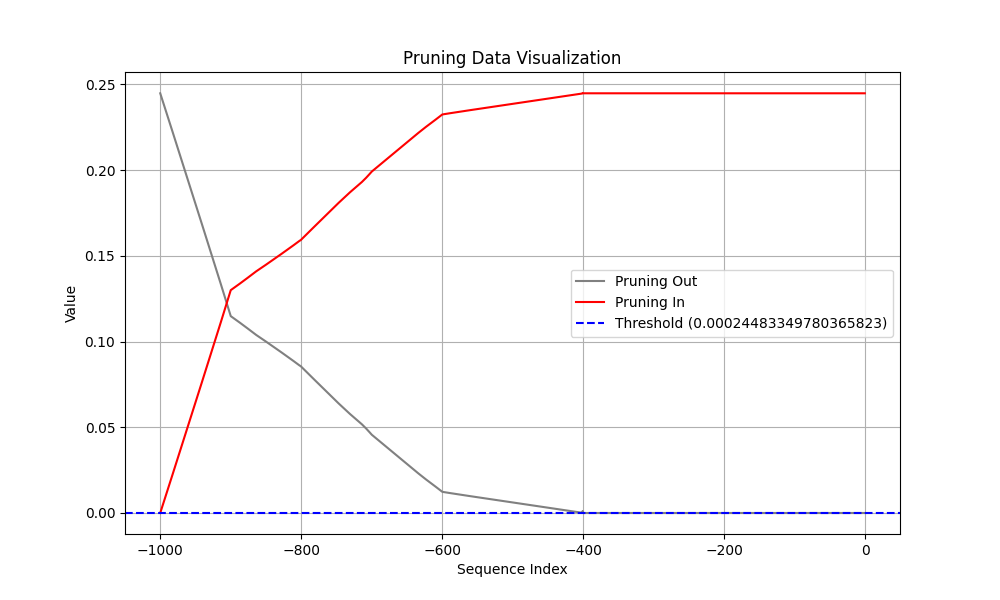 Pruning Data Visualization
Value
0.25
0.20
0.15
0.10
0.05
0.00
Pruning Out
Pruning In
Threshold (0.00024483349780365823)
−1000
−800
−600
−400
−200
0
Sequence Index